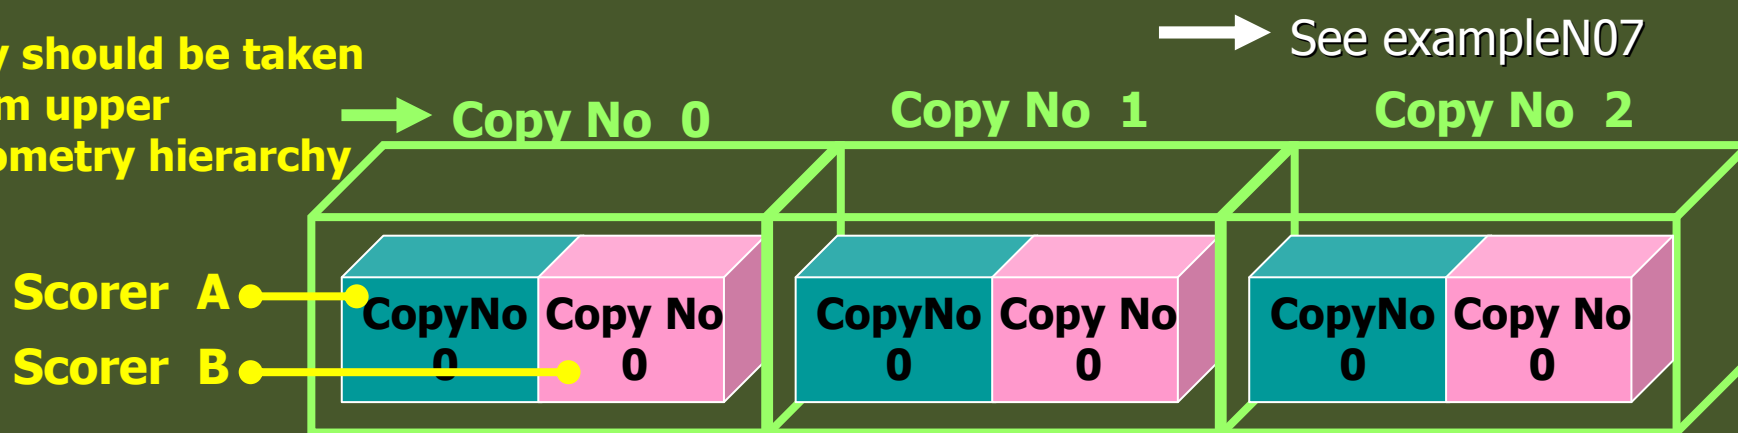 See exampleN07
should be taken
upper
hierarchy
Copy No 0
Copy No 1
Copy No 2
Scorer A
Scorer B
CopyNo
0
Copy No
0
CopyNo
0
Copy No
0
CopyNo
0
Copy No
0